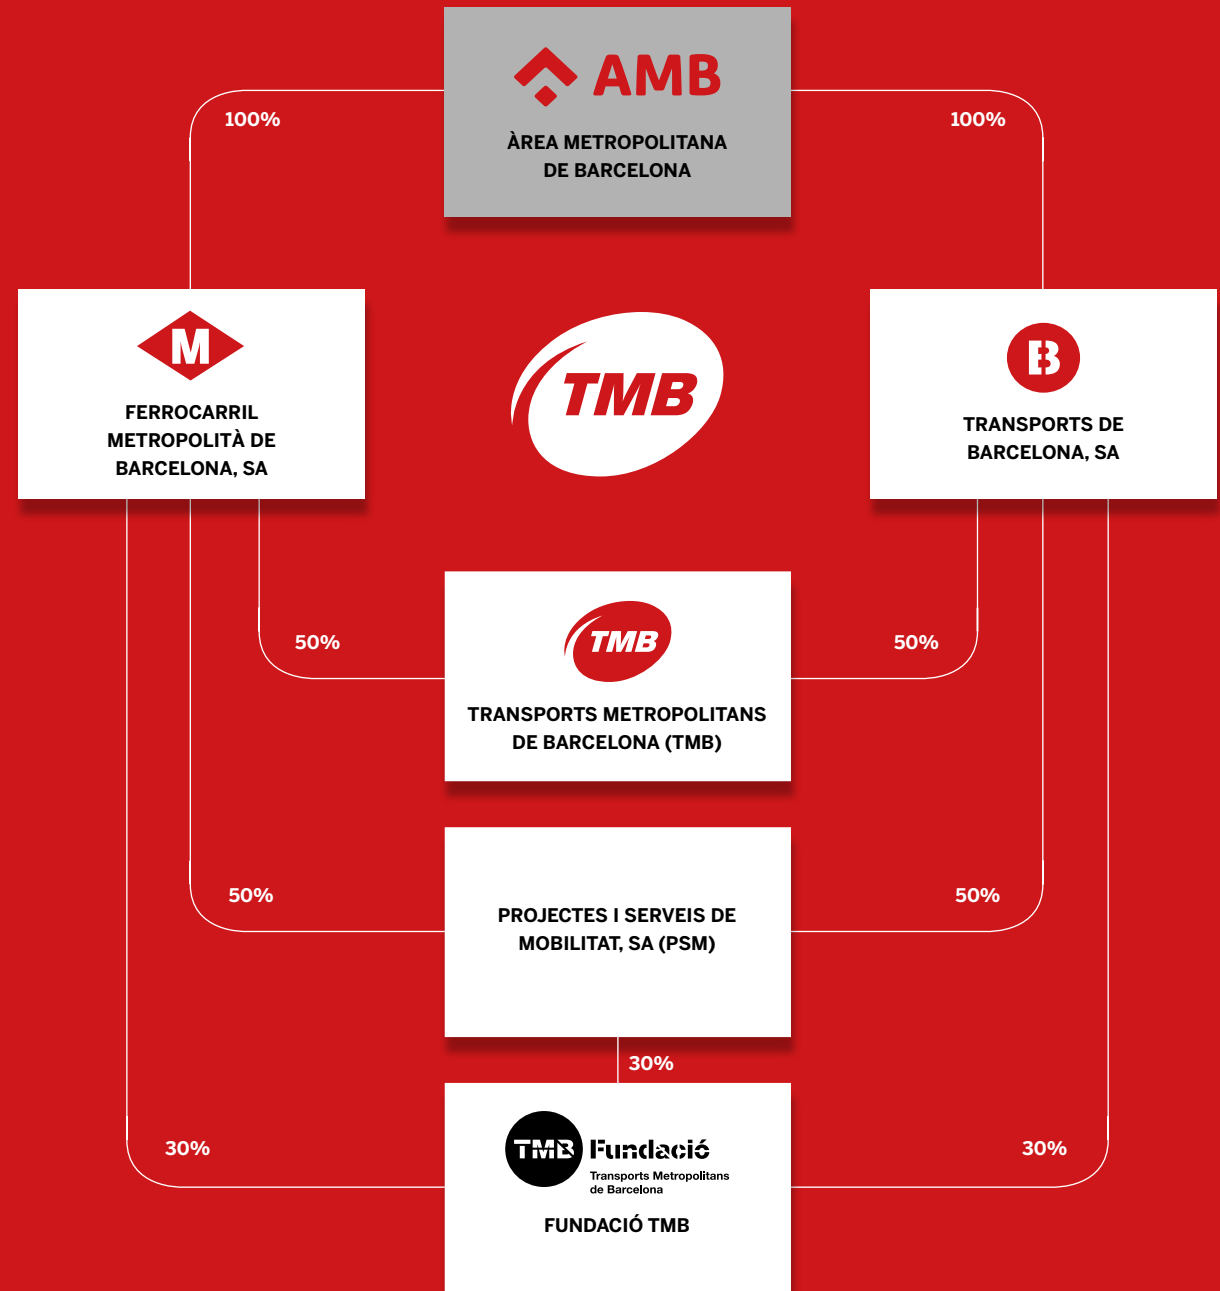 AMB
ÀREA METROPOLITANA
DE BARCELONA
100%
100%
M
FERROCARRIL
METROPOLITÀ DE
BARCELONA, SA
TMB
B
TRANSPORTS DE
BARCELONA, SA
50%
50%
TMB
TRANSPORTS METROPOLITANS
DE BARCELONA (TMB)
50%
50%
PROJECTES I SERVEIS DE
MOBILITAT, SA (PSM)
30%
30%
30%
TMB Fundació
Transports Metropolitans
de Barcelona
FUNDACIÓ TMB